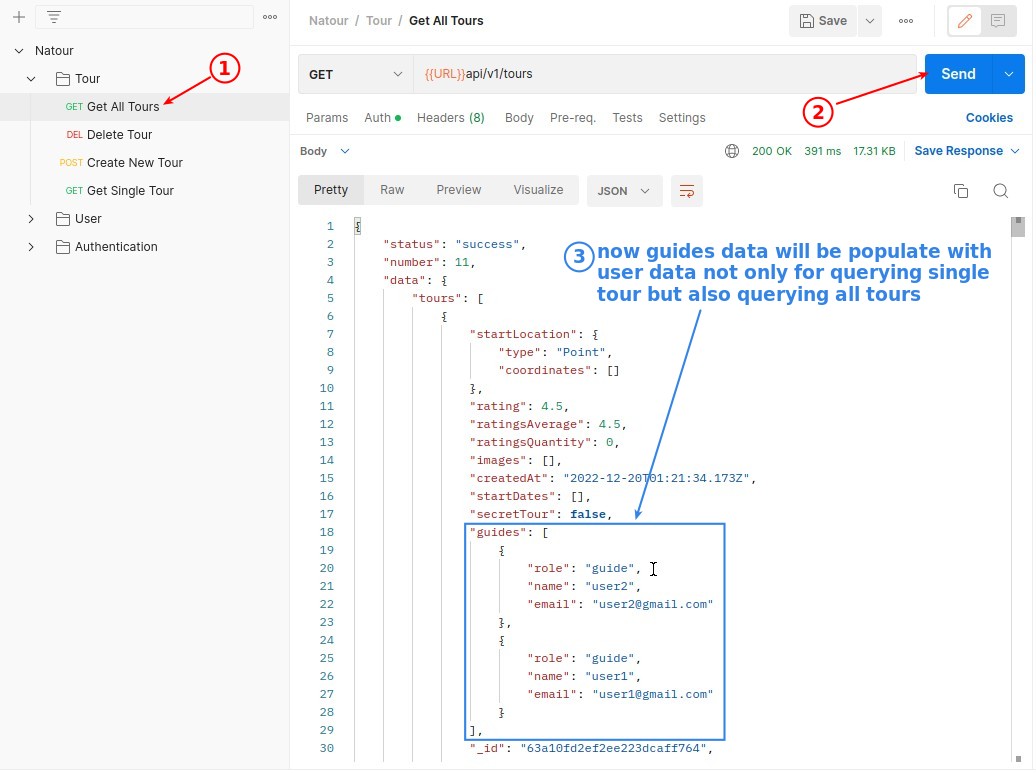 Natour
Tour
GET Get All Tours
DEL Delete Tour
POST Create New Tour
GET Get Single Tour
User
Authentication
1
Natour / Tour / Get All Tours
Save
GET
{{URL}}api/v1/tours
Send
2
Params Auth Headers (8) Body Pre-req. Tests Settings
Cookies
Body
200 OK 391 ms 17.31 KB Save Response
Pretty Raw Preview Visualize JSON
1 {
2 "status": "success",
3 "number": 11,
4 "data": {
5 "tours": [
6 {
7 "startLocation": {
8 "type": "Point",
9 "coordinates": []
10 },
11 "rating": 4.5,
12 "ratingsAverage": 4.5,
13 "ratingsQuantity": 0,
14 "images": [],
15 "createdAt": "2022-12-20T01:21:34.173Z",
16 "startDates": [],
17 "secretTour": false,
18 "guides": [
19 {
20 "role": "guide",
21 "name": "user2",
22 "email": "user2@gmail.com"
23 },
24 {
25 "role": "guide",
26 "name": "user1",
27 "email": "user1@gmail.com"
28 }
29 ],
30 "_id": "63a10fd2ef2ee223dcaff764",
3 now guides data will be populate with
user data not only for querying single
tour but also querying all tours